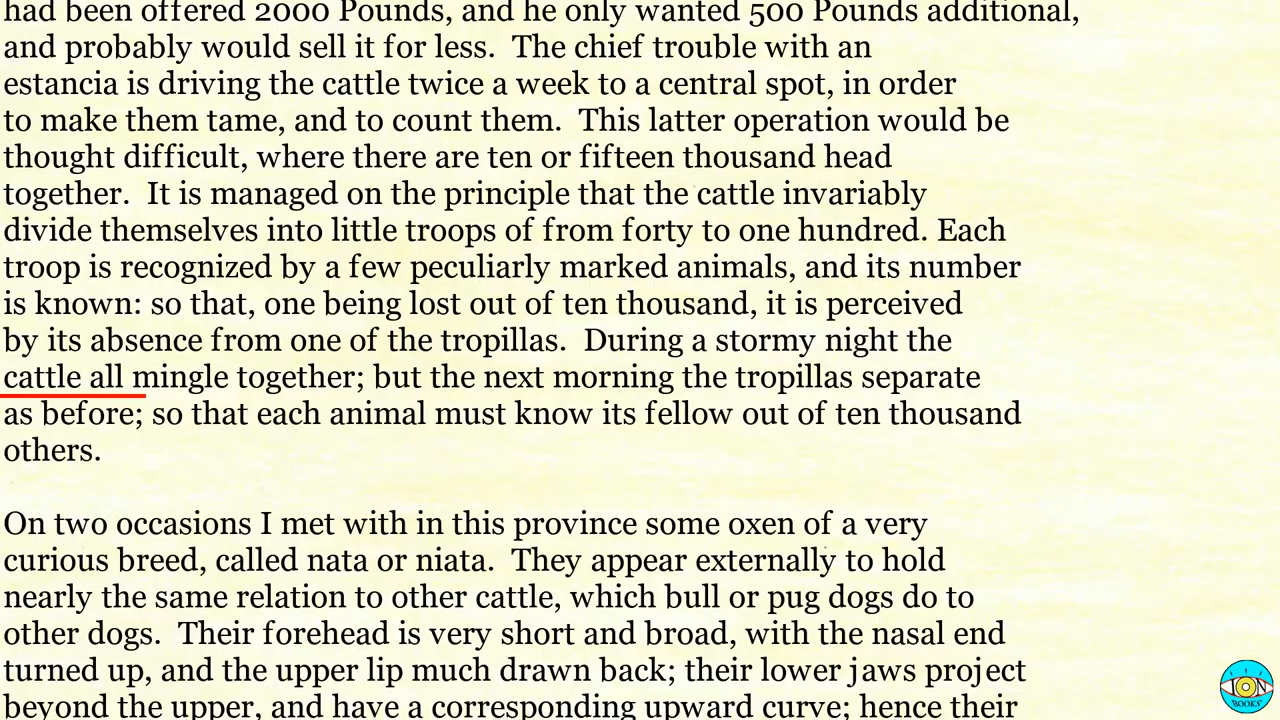 had been offered 2000 Pounds, and he only wanted 500 Pounds additional,
and probably would sell it for less.  The chief trouble with an
estancia is driving the cattle twice a week to a central spot, in order
to make them tame, and to count them.  This latter operation would be
thought difficult, where there are ten or fifteen thousand head
together.  It is managed on the principle that the cattle invariably
divide themselves into little troops of from forty to one hundred. Each
troop is recognized by a few peculiarly marked animals, and its number
is known: so that, one being lost out of ten thousand, it is perceived
by its absence from one of the tropillas.  During a stormy night the
cattle all mingle together; but the next morning the tropillas separate
as before; so that each animal must know its fellow out of ten thousand
others.
On two occasions I met with in this province some oxen of a very
curious breed, called nata or niata.  They appear externally to hold
nearly the same relation to other cattle, which bull or pug dogs do to
other dogs.  Their forehead is very short and broad, with the nasal end
turned up, and the upper lip much drawn back; their lower jaws project
beyond the upper, and have a corresponding upward curve; hence their
ION
BOOKS